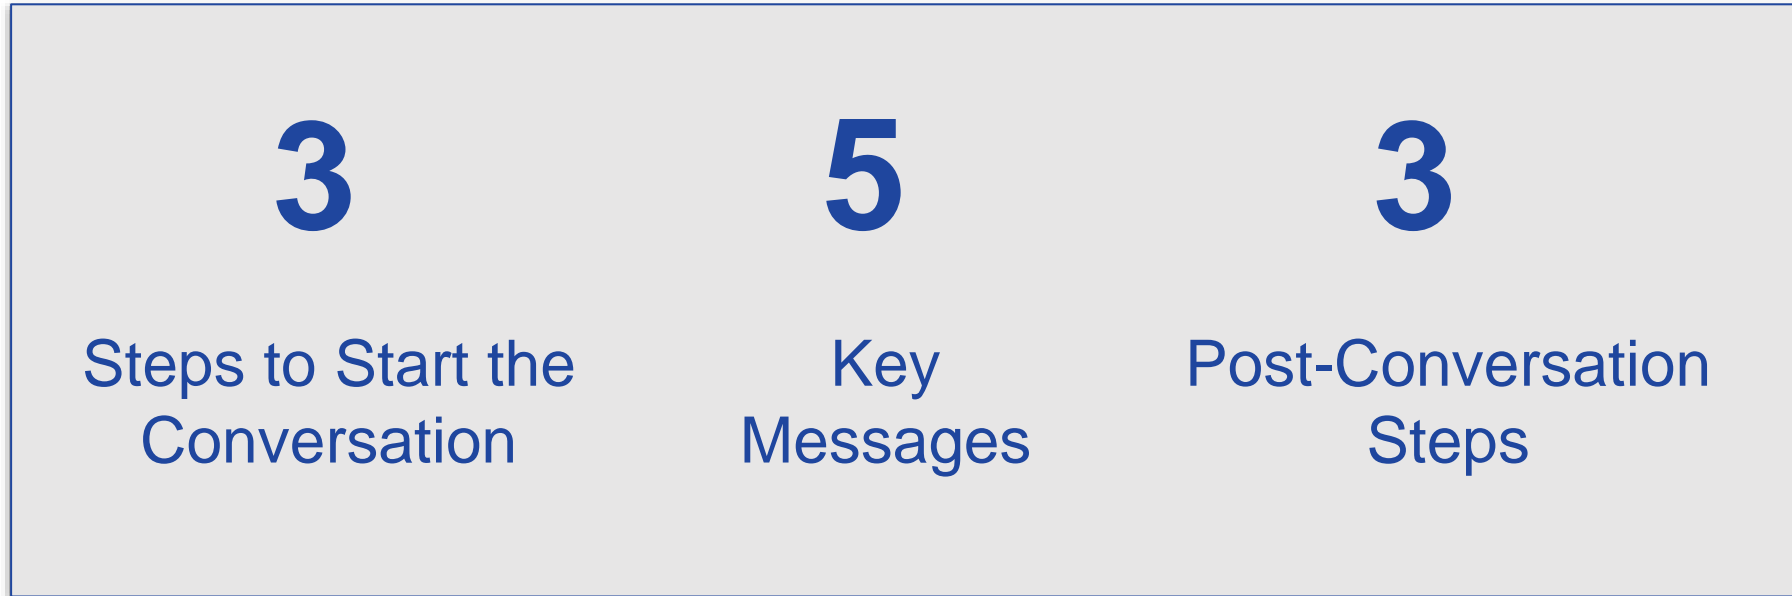 3
Steps to Start the
Conversation
5
Key
Messages
3
Post-Conversation
Steps